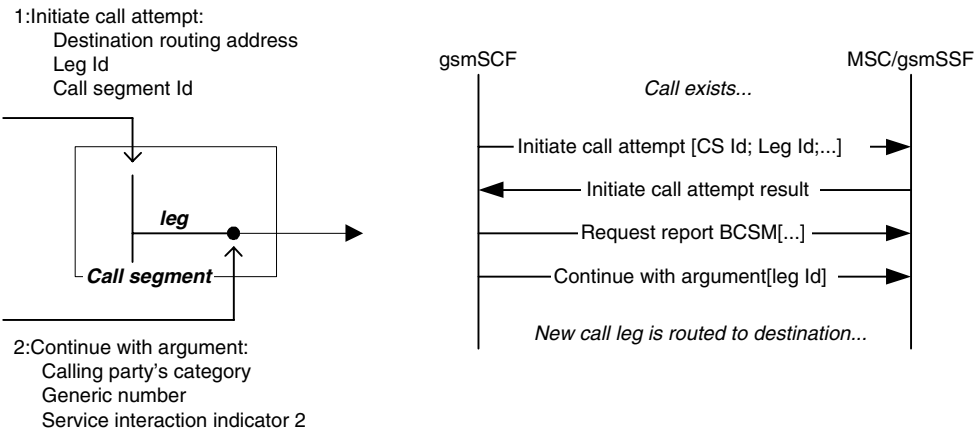 1:Initiate call attempt:
Destination routing address
Leg Id
Call segment Id
leg
Call segment
2:Continue with argument:
Calling party's category
Generic number
Service interaction indicator 2
gsmSCF
MSC/gsmSSF
Call exists...
Initiate call attempt [CS Id; Leg Id;...]
Initiate call attempt result
Request report BCSM[...]
Continue with argument[leg Id]
New call leg is routed to destination...